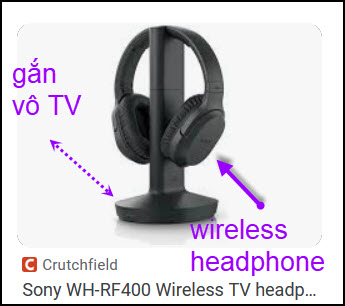 gắn
vô TV
wireless
headphone
Crutchfield
Sony WH-RF400 Wireless TV headp...